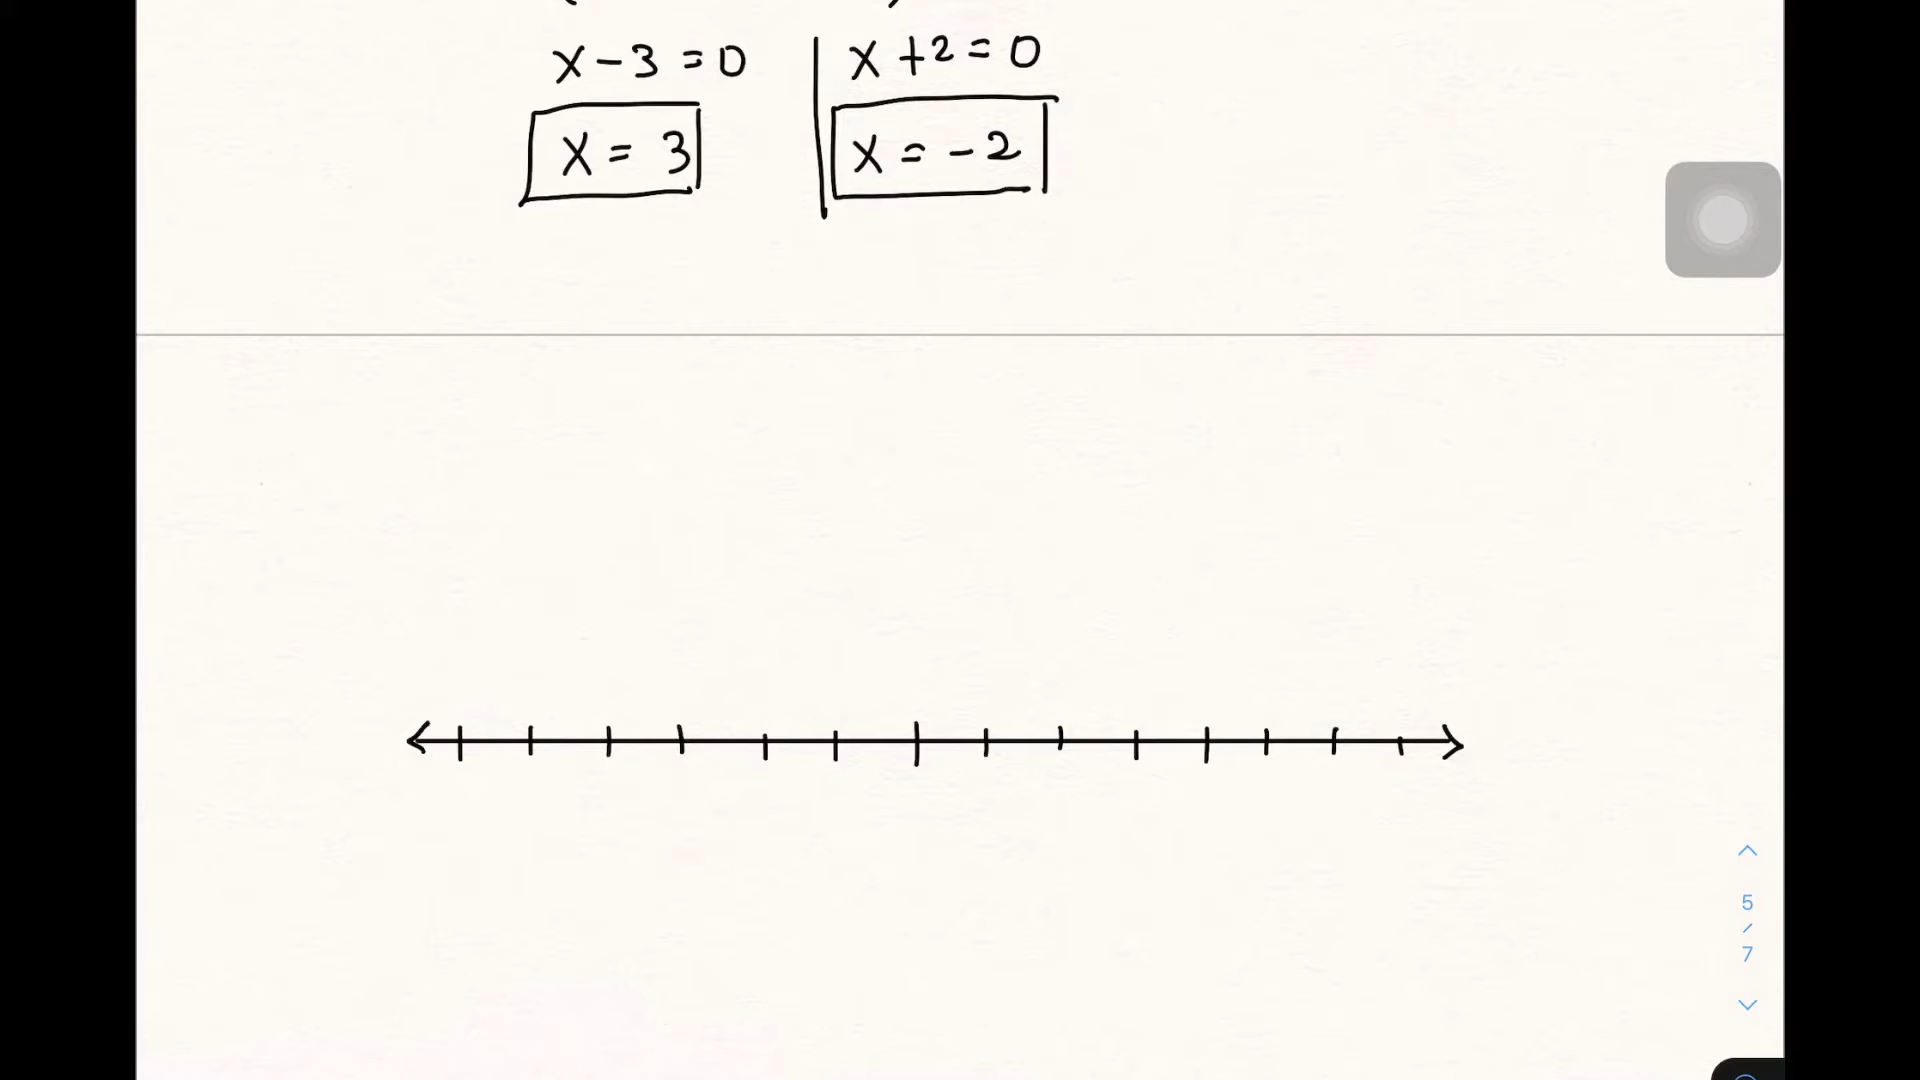 x - 3 = 0 | x + 2 = 0
x = 3 | x = -2
5
/
7